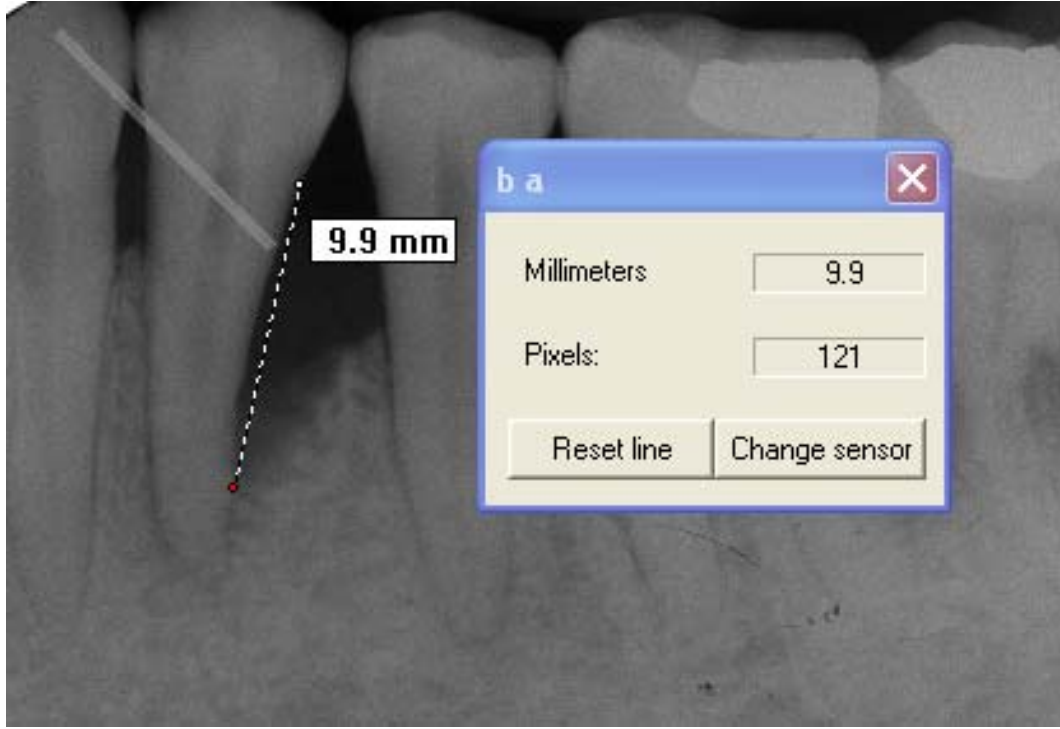 b a
9.9 mm
Millimeters 9.9
Pixels: 121
Reset line Change sensor